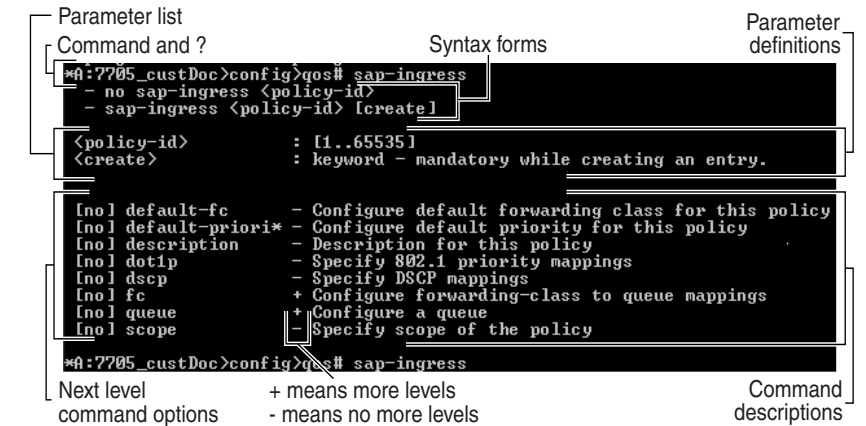 Parameter list
Command and ?
Syntax forms
Parameter
definitions
*A:7705_custDoc>config>qos# sap-ingress
- no sap-ingress <policy-id>
- sap-ingress <policy-id> [create]
<policy-id> : [1..65535]
<create> : keyword - mandatory while creating an entry.
[no] default-fc - Configure default forwarding class for this policy
[no] default-priori* - Configure default priority for this policy
[no] description - Description for this policy
[no] dot1p - Specify 802.1 priority mappings
[no] dscp - Specify DSCP mappings
[no] fc + Configure forwarding-class to queue mappings
[no] queue + Configure a queue
[no] scope - Specify scope of the policy
*A:7705_custDoc>config>qos# sap-ingress
Next level
command options
+ means more levels
- means no more levels
Command
descriptions